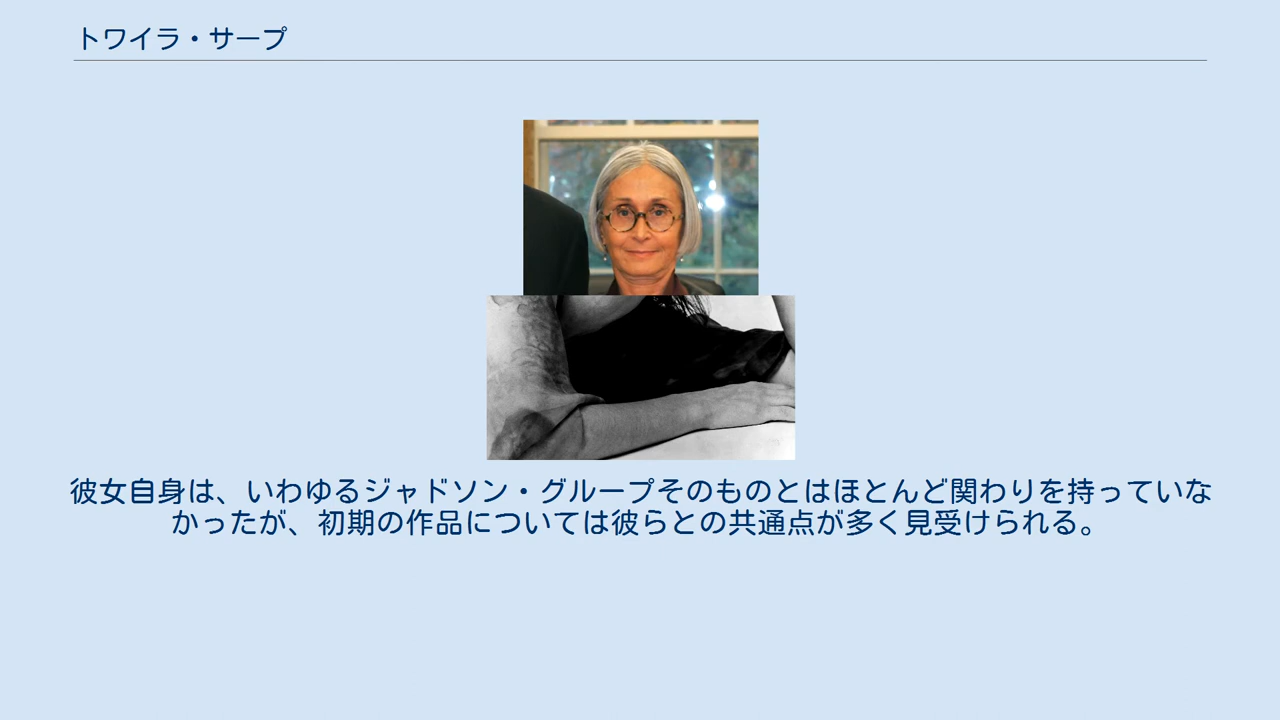 トワイラ・サープ
彼女自身は、いわゆるジャドソン・グループそのものとはほとんど関わりを持っていな
かったが、初期の作品については彼らとの共通点が多く見受けられる。